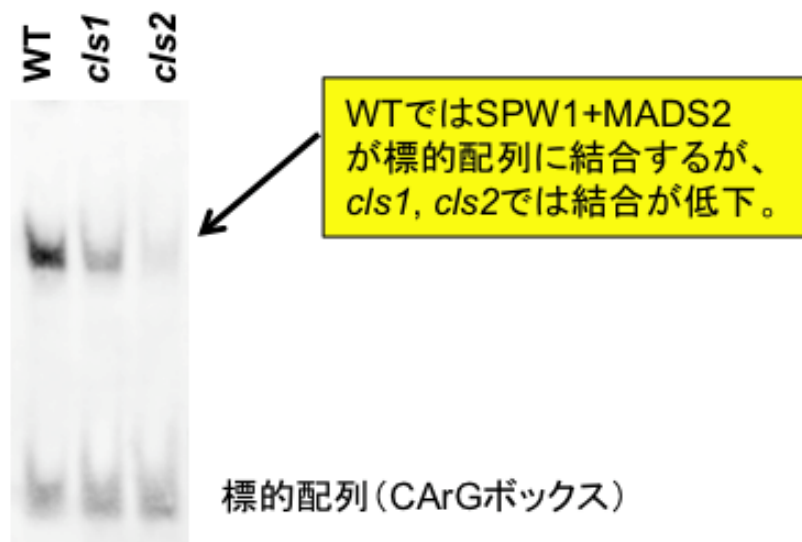 WT
cls1
cls2
WTではSPW1+MADS2
が標的配列に結合するが、
cls1, cls2では結合が低下。
標的配列(CArGボックス)